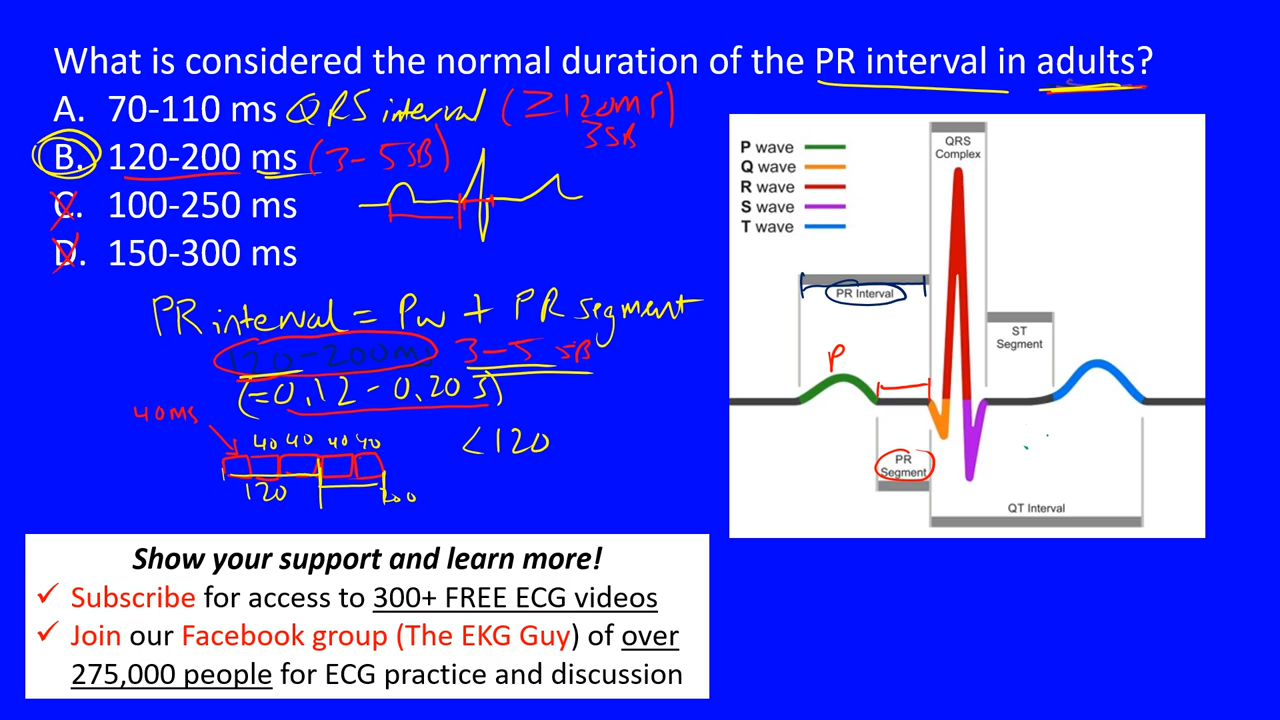 What is considered the normal duration of the PR interval in adults?
A. 70-110 ms QRS interval (≥120ms)
3SB
B. 120-200 ms (3-5SB)
C. 100-250 ms
D. 150-300 ms
PR interval = Pw + PR segment
120-200ms 3-5 SB
(=0.12-0.20s)
40ms
40 40 40 40
<120
120
200
P wave
Q wave
R wave
S wave
T wave
QRS
Complex
PR Interval
ST
Segment
P
PR
Segment
QT Interval
Show your support and learn more!
✓ Subscribe for access to 300+ FREE ECG videos
✓ Join our Facebook group (The EKG Guy) of over
275,000 people for ECG practice and discussion